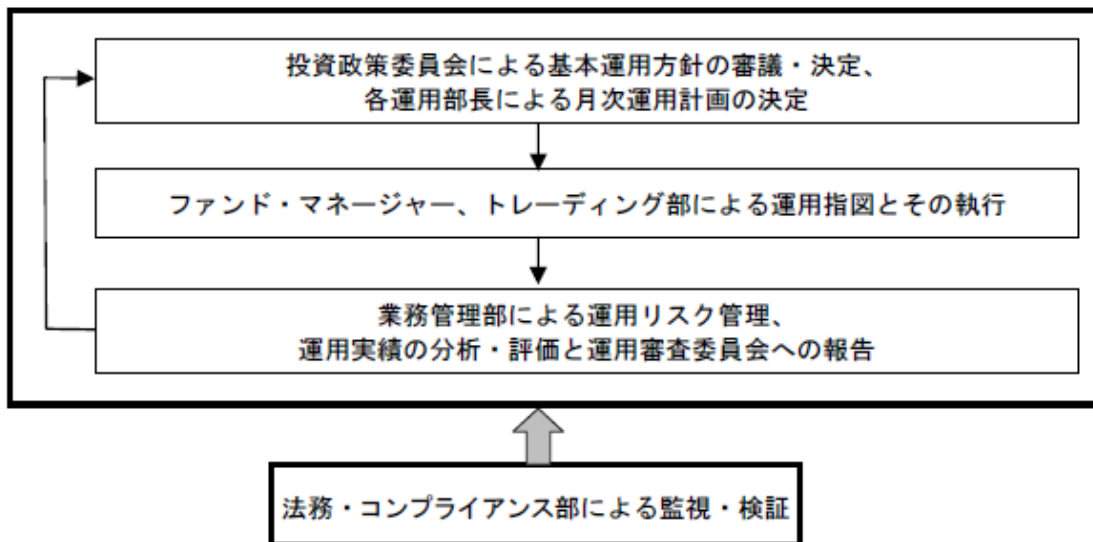 投資政策委員会による基本運用方針の審議・決定、
各運用部長による月次運用計画の決定
ファンド・マネージャー、トレーディング部による運用指図とその執行
業務管理部による運用リスク管理、
運用実績の分析・評価と運用審査委員会への報告
法務・コンプライアンス部による監視・検証